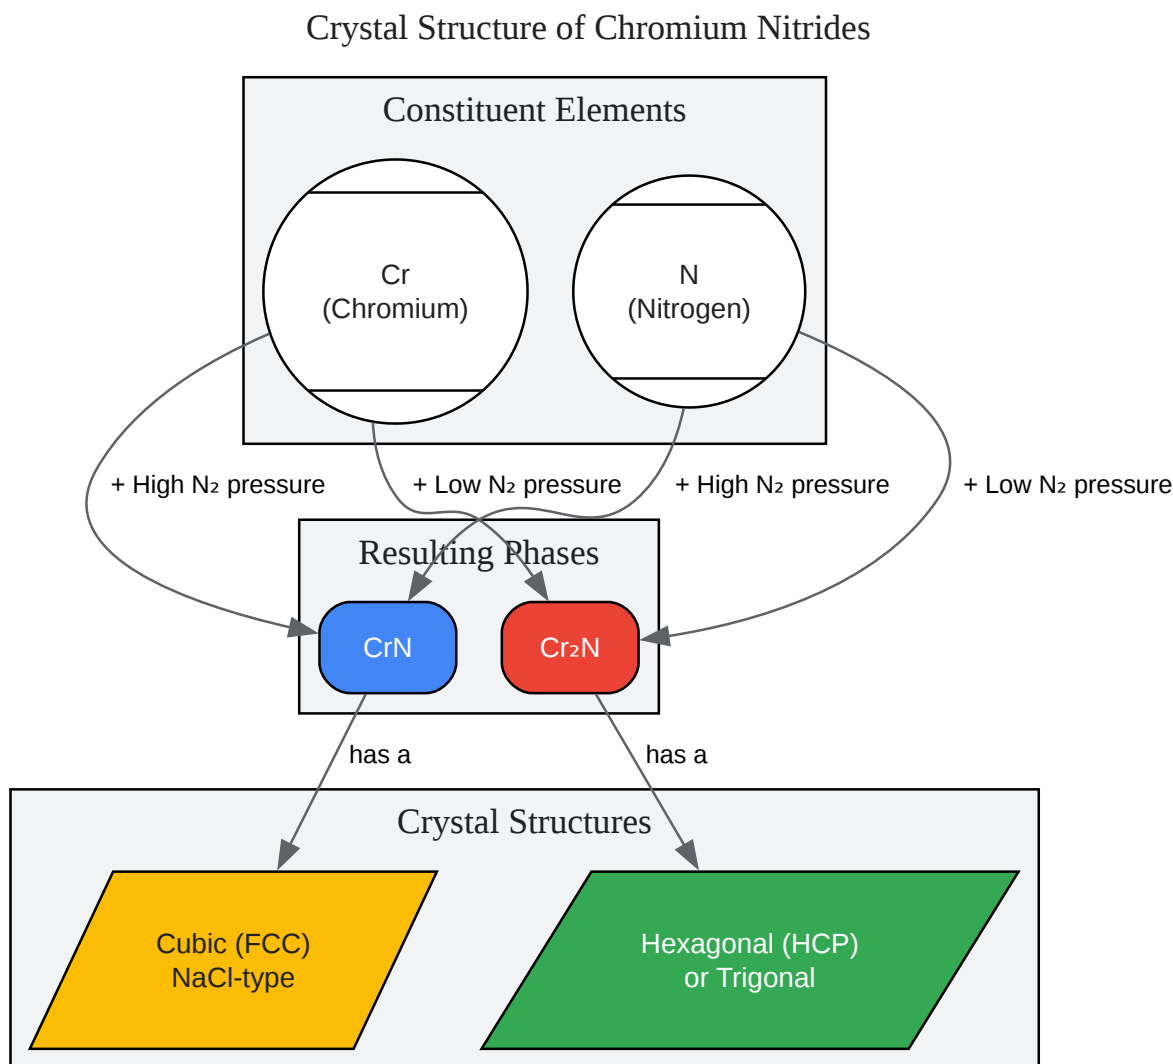 Crystal Structure of Chromium Nitrides
Constituent Elements
Cr
(Chromium)
N
(Nitrogen)
+ High N₂ pressure
+ Low N₂ pressure
+ High N₂ pressure
+ Low N₂ pressure
Resulting Phases
CrN
Cr₂N
has a
has a
Crystal Structures
Cubic (FCC)
NaCl-type
Hexagonal (HCP)
or Trigonal